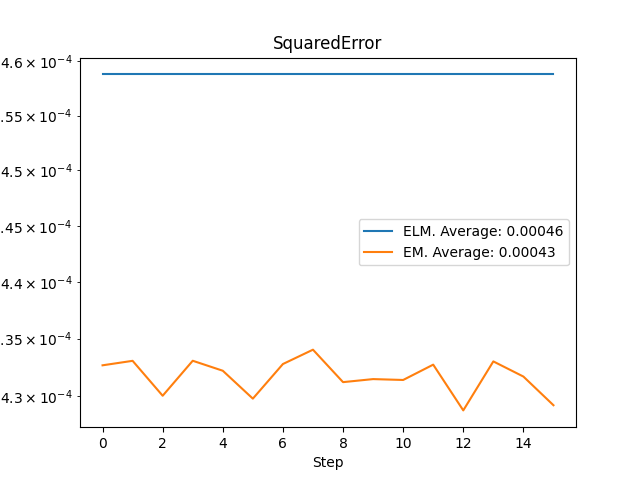 SquaredError
4.6 × 10⁻⁴
.55 × 10⁻⁴
4.5 × 10⁻⁴
.45 × 10⁻⁴
4.4 × 10⁻⁴
.35 × 10⁻⁴
4.3 × 10⁻⁴
ELM. Average: 0.00046
EM. Average: 0.00043
0 2 4 6 8 10 12 14
Step